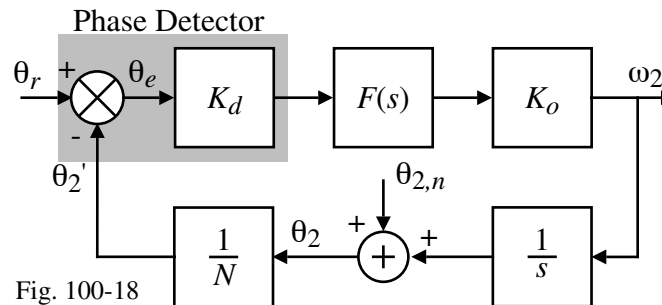 Phase Detector
θr + θe Kd F(s) Ko ω2
-
θ2' θ2,n
1/N θ2 + + + 1/s
Fig. 100-18